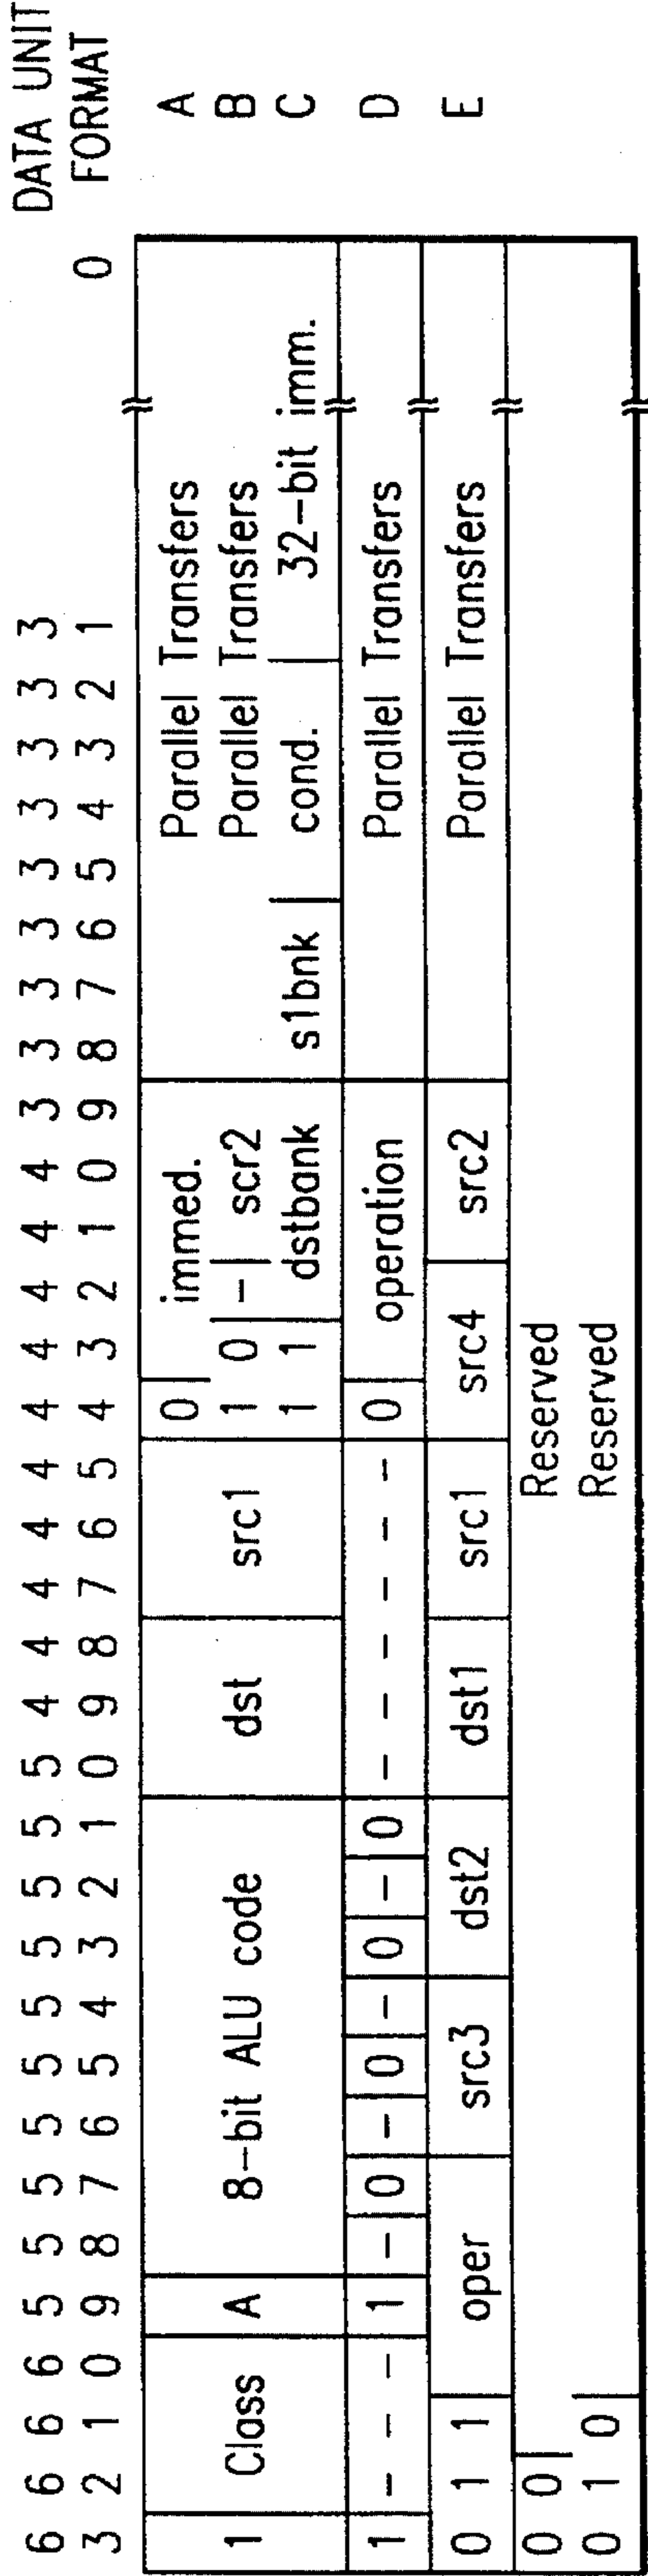 DATA UNIT
6 6 6 6 5 5 5 5 5 5 5 5 5 5 4 4 4 4 4 4 4 4 4 4 3 3 3 3 3 3 3 3 3 FORMAT
3 2 1 0 9 8 7 6 5 4 3 2 1 0 9 8 7 6 5 4 3 2 1 0 9 8 7 6 5 4 3 2 1 0
1 Class A 8-bit ALU code dst src1 0 immed. Parallel Transfers A
1 0 - scr2 Parallel Transfers B
1 1 dstbank s1bnk cond. 32-bit imm. C
1 - - - 1 - 0 - 0 - 0 - 0 - - - - - - 0 operation Parallel Transfers D
0 1 1 oper src3 dst2 dst1 src1 src4 src2 Parallel Transfers E
0 0 Reserved
0 1 0 Reserved